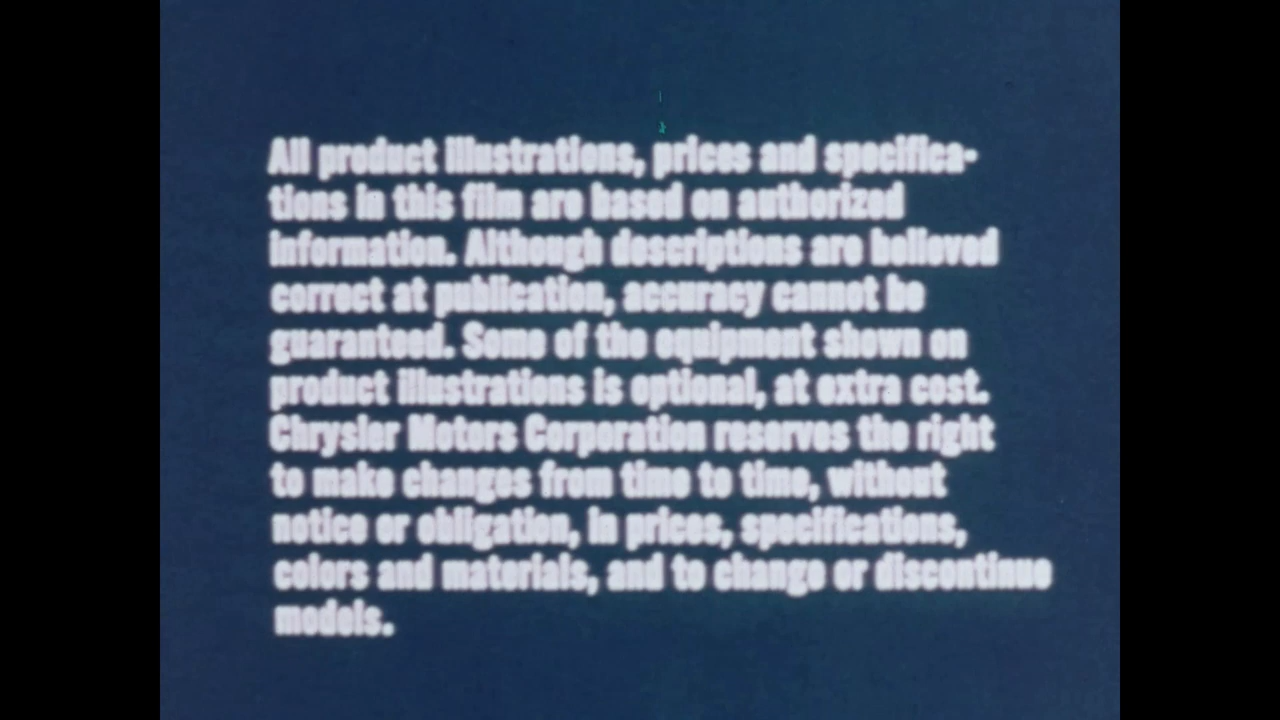 All product illustrations, prices and specifica-
tions in this film are based on authorized
information. Although descriptions are believed
correct at publication, accuracy cannot be
guaranteed. Some of the equipment shown on
product illustrations is optional, at extra cost.
Chrysler Motors Corporation reserves the right
to make changes from time to time, without
notice or obligation, in prices, specifications,
colors and materials, and to change or discontinue
models.